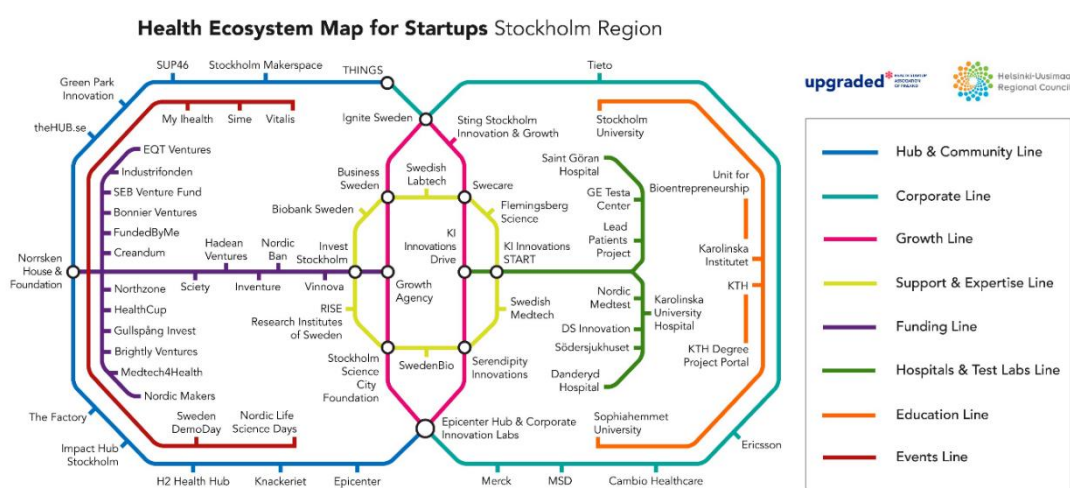 Health Ecosystem Map for Startups Stockholm Region
SUP46
Stockholm Makerspace
THINGS
Tieto
Green Park
Innovation
theHUB.se
My Ihealth
Sime
Vitalis
Ignite Sweden
Sting Stockholm
Innovation & Growth
Stockholm
University
EQT Ventures
Industrifonden
SEB Venture Fund
Bonnier Ventures
FundedByMe
Creandum
Business
Sweden
Swedish
Labtech
Swecare
Saint Göran
Hospital
GE Testa
Center
Lead
Patients
Project
Unit for
Bioentrepreneurship
Biobank Sweden
Flemingsberg
Science
Norrsken
House &
Foundation
Hadean
Ventures
Nordic
Ban
Invest
Stockholm
KI
Innovations
Drive
KI Innovations
START
Karolinska
Institutet
KTH
Sciety
Inventure
Vinnova
Growth
Agency
Northzone
HealthCup
Gullspång Invest
Brightly Ventures
Medtech4Health
Nordic Makers
RISE
Research Institutes
of Sweden
Swedish
Medtech
Nordic
Medtest
DS Innovation
Södersjukhuset
Danderyd
Hospital
Karolinska
University
Hospital
KTH Degree
Project Portal
Stockholm
Science
City
Foundation
SwedenBio
Serendipity
Innovations
The Factory
Sweden
DemoDay
Nordic Life
Science Days
Epicenter Hub & Corporate
Innovation Labs
Sophiahemmet
University
Impact Hub
Stockholm
Ericsson
H2 Health Hub
Knackeriet
Epicenter
Merck
MSD
Cambio Healthcare
upgraded
HEALTH STARTUP
ASSOCIATION
OF FINLAND
Helsinki-Uusimaa
Regional Council
Hub & Community Line
Corporate Line
Growth Line
Support & Expertise Line
Funding Line
Hospitals & Test Labs Line
Education Line
Events Line